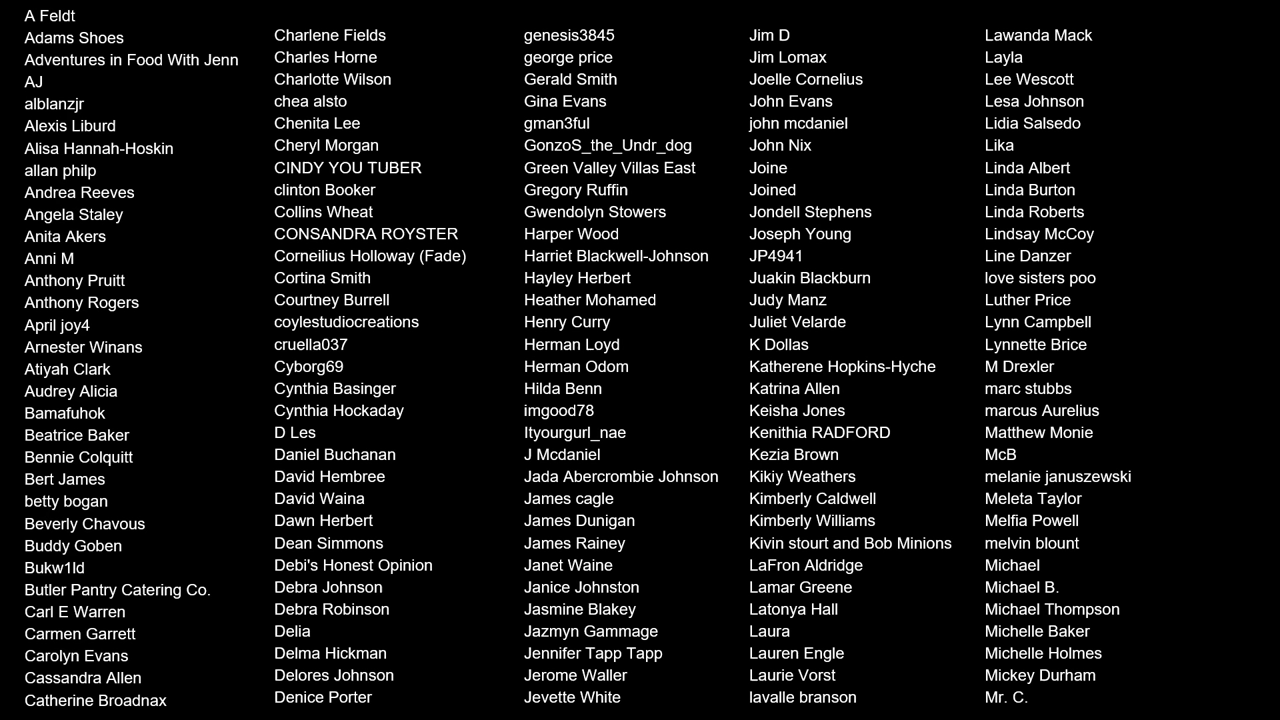 A Feldt
Adams Shoes
Adventures in Food With Jenn
AJ
alblanzjr
Alexis Liburd
Alisa Hannah-Hoskin
allan philp
Andrea Reeves
Angela Staley
Anita Akers
Anni M
Anthony Pruitt
Anthony Rogers
April joy4
Arnester Winans
Atiyah Clark
Audrey Alicia
Bamafuhok
Beatrice Baker
Bennie Colquitt
Bert James
betty bogan
Beverly Chavous
Buddy Goben
Bukw1ld
Butler Pantry Catering Co.
Carl E Warren
Carmen Garrett
Carolyn Evans
Cassandra Allen
Catherine Broadnax
Charlene Fields
Charles Horne
Charlotte Wilson
chea alsto
Chenita Lee
Cheryl Morgan
CINDY YOU TUBER
clinton Booker
Collins Wheat
CONSANDRA ROYSTER
Corneilius Holloway (Fade)
Cortina Smith
Courtney Burrell
coylestudiocreations
cruella037
Cyborg69
Cynthia Basinger
Cynthia Hockaday
D Les
Daniel Buchanan
David Hembree
David Waina
Dawn Herbert
Dean Simmons
Debi's Honest Opinion
Debra Johnson
Debra Robinson
Delia
Delma Hickman
Delores Johnson
Denice Porter
genesis3845
george price
Gerald Smith
Gina Evans
gman3ful
GonzoS_the_Undr_dog
Green Valley Villas East
Gregory Ruffin
Gwendolyn Stowers
Harper Wood
Harriet Blackwell-Johnson
Hayley Herbert
Heather Mohamed
Henry Curry
Herman Loyd
Herman Odom
Hilda Benn
imgood78
Ityourgurl_nae
J Mcdaniel
Jada Abercrombie Johnson
James cagle
James Dunigan
James Rainey
Janet Waine
Janice Johnston
Jasmine Blakey
Jazmyn Gammage
Jennifer Tapp Tapp
Jerome Waller
Jevette White
Jim D
Jim Lomax
Joelle Cornelius
John Evans
john mcdaniel
John Nix
Joine
Joined
Jondell Stephens
Joseph Young
JP4941
Juakin Blackburn
Judy Manz
Juliet Velarde
K Dollas
Katherene Hopkins-Hyche
Katrina Allen
Keisha Jones
Kenithia RADFORD
Kezia Brown
Kikiy Weathers
Kimberly Caldwell
Kimberly Williams
Kivin stourt and Bob Minions
LaFron Aldridge
Lamar Greene
Latonya Hall
Laura
Lauren Engle
Laurie Vorst
lavalle branson
Lawanda Mack
Layla
Lee Wescott
Lesa Johnson
Lidia Salsedo
Lika
Linda Albert
Linda Burton
Linda Roberts
Lindsay McCoy
Line Danzer
love sisters poo
Luther Price
Lynn Campbell
Lynnette Brice
M Drexler
marc stubbs
marcus Aurelius
Matthew Monie
McB
melanie januszewski
Meleta Taylor
Melfia Powell
melvin blount
Michael
Michael B.
Michael Thompson
Michelle Baker
Michelle Holmes
Mickey Durham
Mr. C.